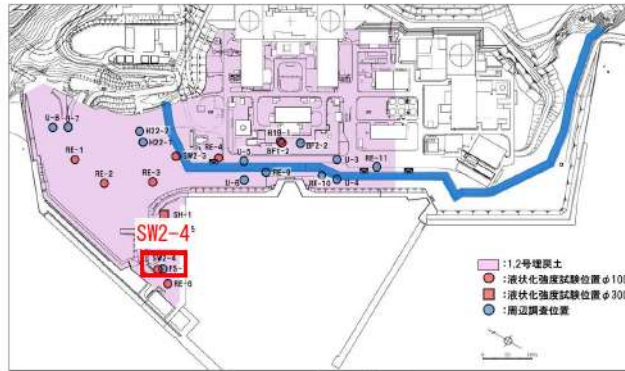 U-8
U-7
H22-2
H22-7
RE-1
RE-2
RE-3
SW2-3
RE-4
H19-1
BF1-2
BF2-2
U-5
U-3
RE-11
RE-9
U-6
RE-10
U-4
SH-1
SW2-4
SW2-4
RE-6
:1,2号埋戻土
:液状化強度試験位置φ100
:液状化強度試験位置φ300
:周辺調査位置